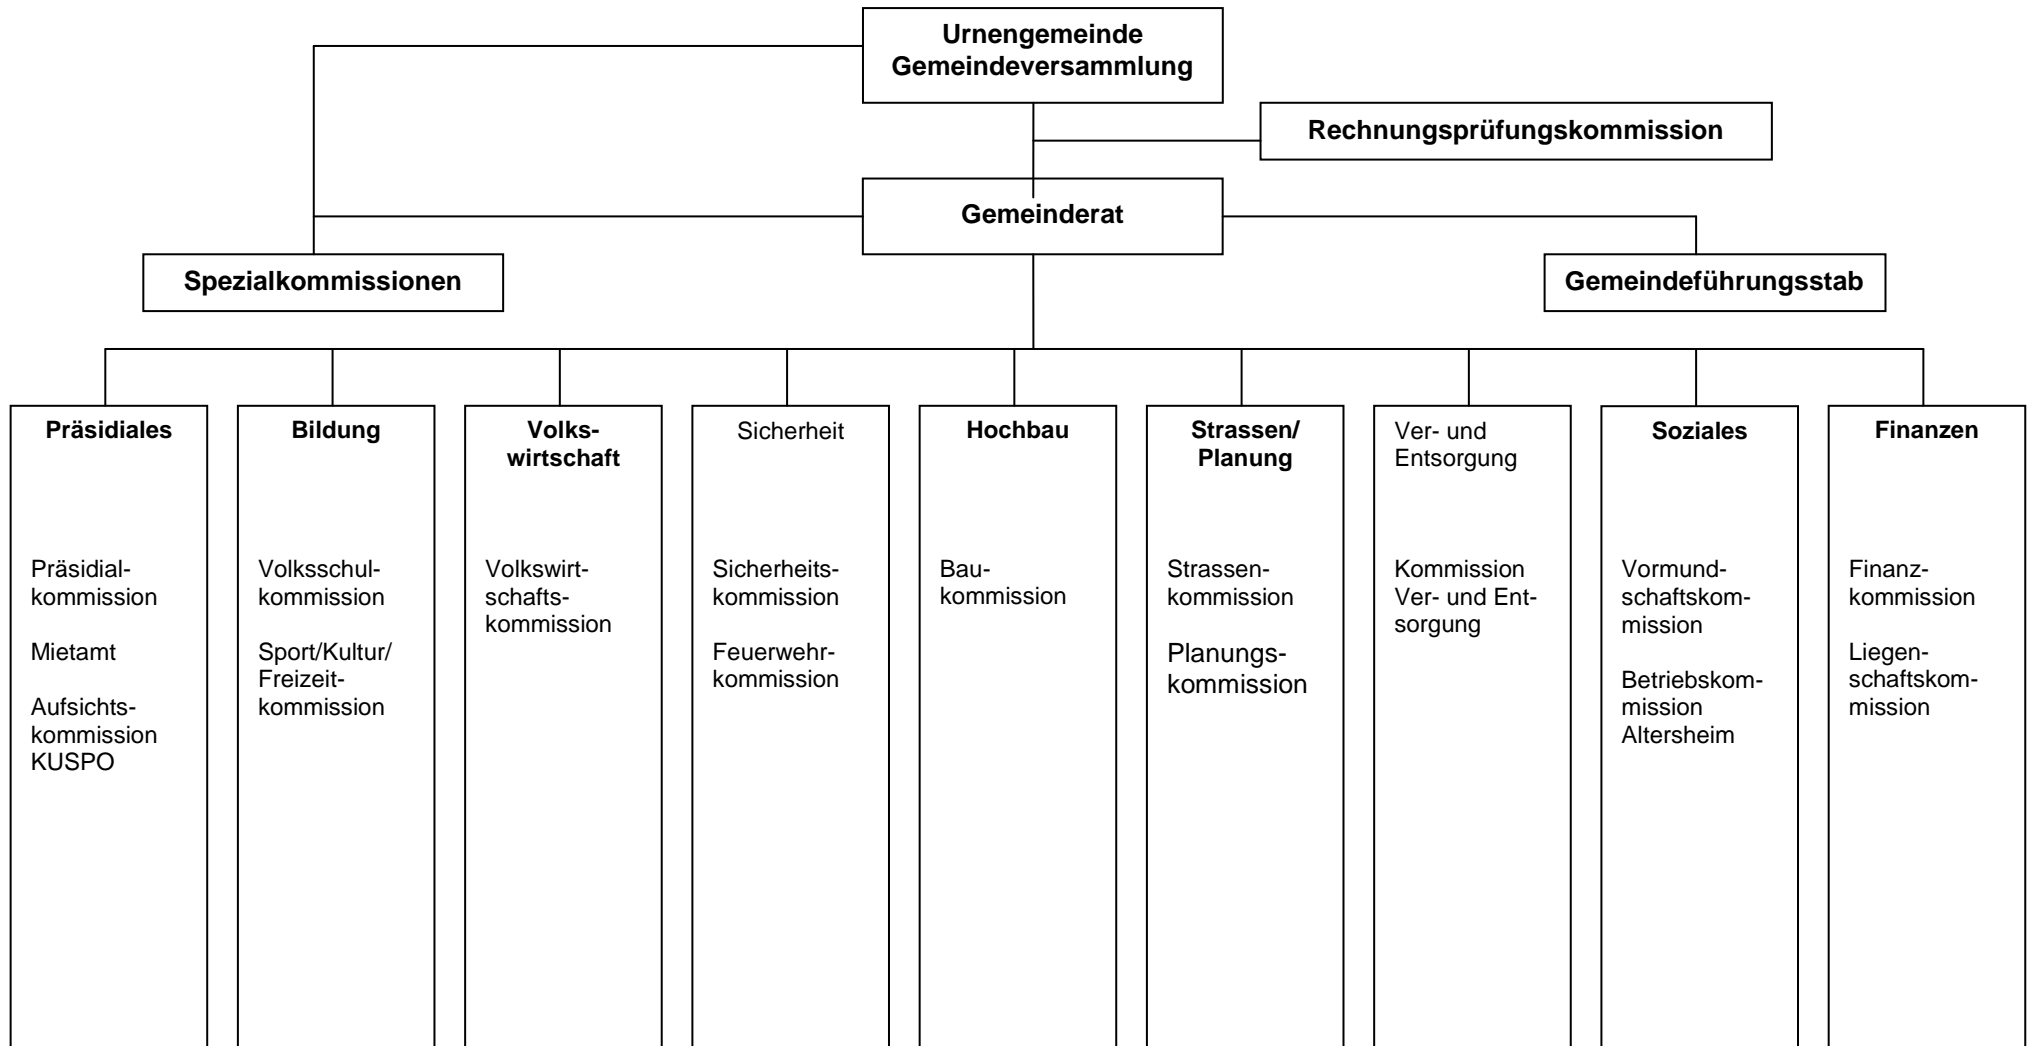 Urnengemeinde
Gemeindeversammlung
Rechnungsprüfungskommission
Gemeinderat
Spezialkommissionen
Gemeindeführungsstab
Präsidiales
Präsidial-
kommission
Mietamt
Aufsichts-
kommission
KUSPO
Bildung
Volksschul-
kommission
Sport/Kultur/
Freizeit-
kommission
Volks-
wirtschaft
Volkswirt-
schafts-
kommission
Sicherheit
Sicherheits-
kommission
Feuerwehr-
kommission
Hochbau
Bau-
kommission
Strassen/
Planung
Strassen-
kommission
Planungs-
kommission
Ver- und
Entsorgung
Kommission
Ver- und Ent-
sorgung
Soziales
Vormund-
schaftskom-
mission
Betriebskom-
mission
Altersheim
Finanzen
Finanz-
kommission
Liegen-
schaftskom-
mission